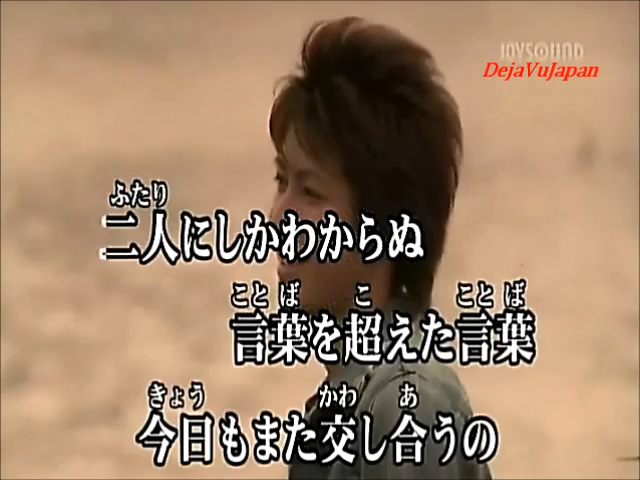 JOYSOUND
DejaVuJapan
ふたり
二人にしかわからぬ
ことば こ ことば
言葉を超えた言葉
きょう かわ あ
今日もまた交し合うの